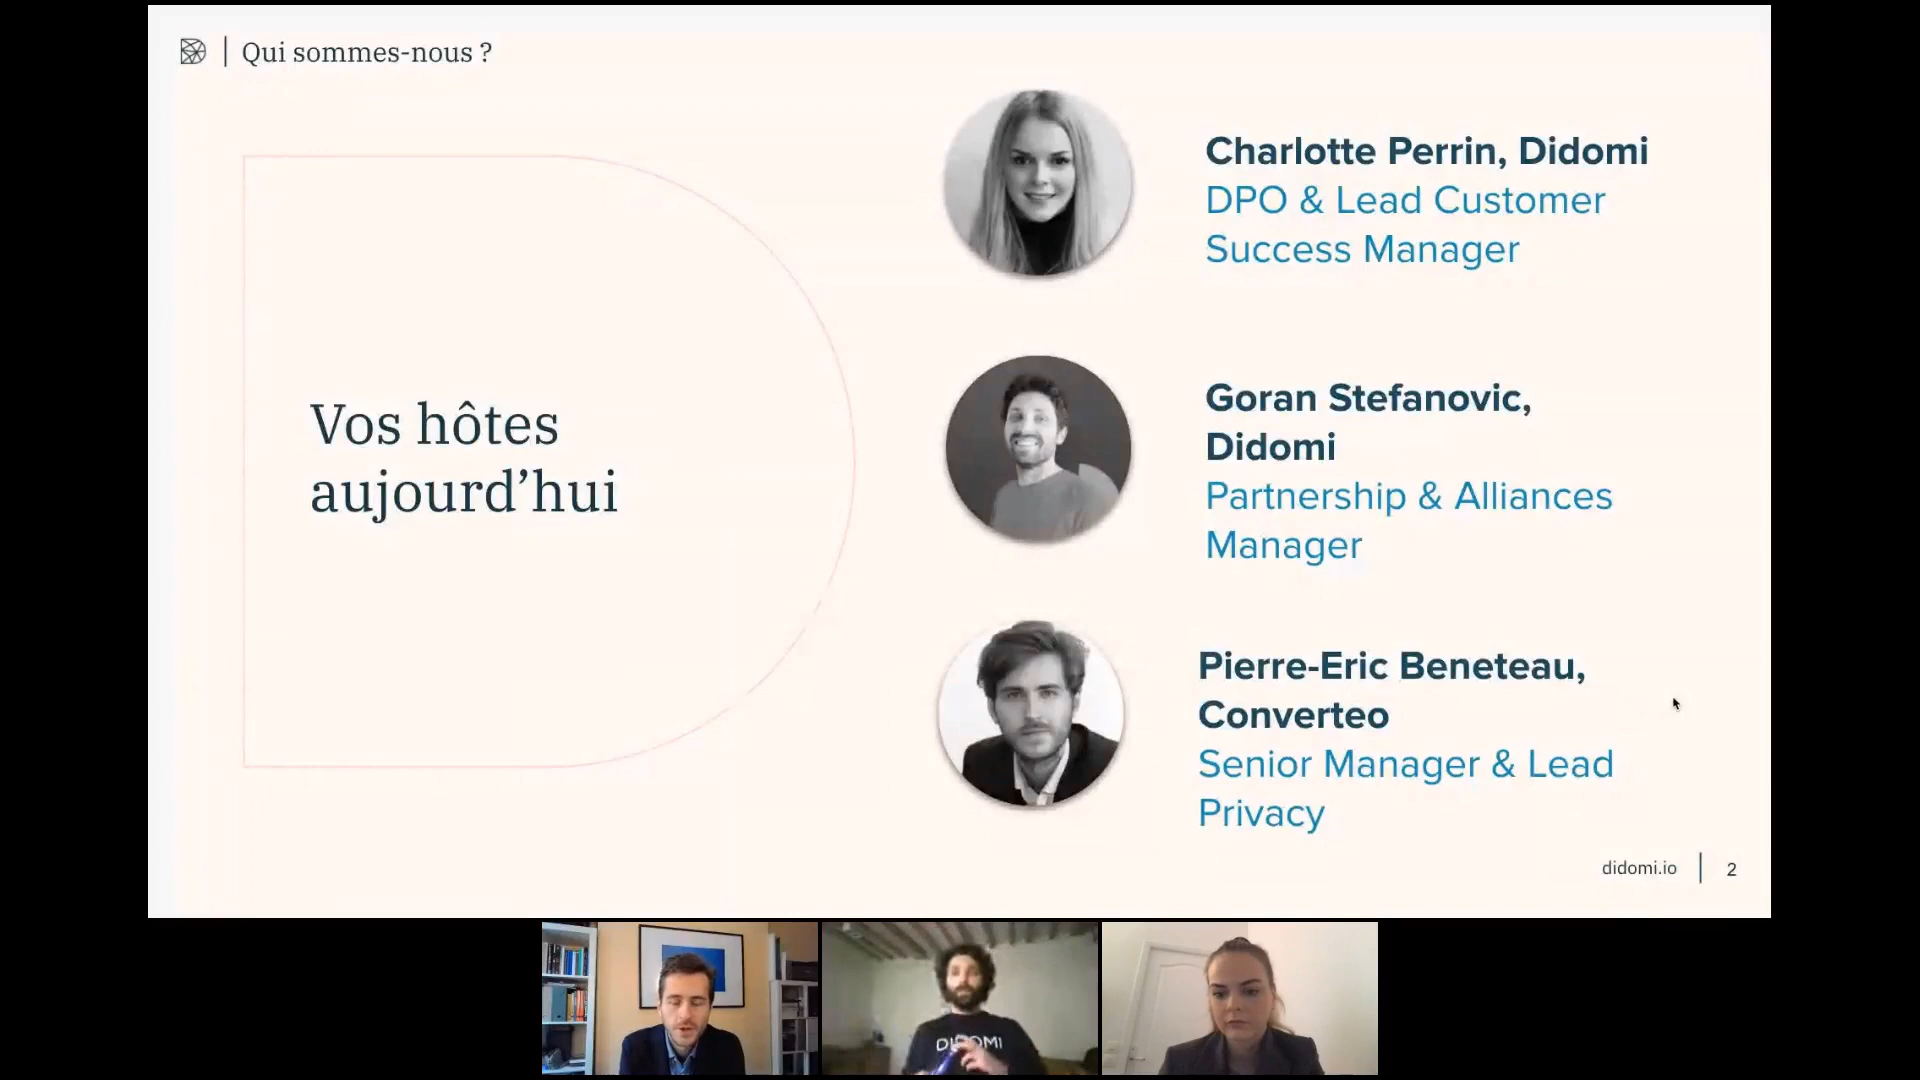 Qui sommes-nous ?
Vos hôtes
aujourd’hui
Charlotte Perrin, Didomi
DPO & Lead Customer
Success Manager
Goran Stefanovic,
Didomi
Partnership & Alliances
Manager
Pierre-Eric Beneteau,
Converteo
Senior Manager & Lead
Privacy
didomi.io
2
DIDOMI